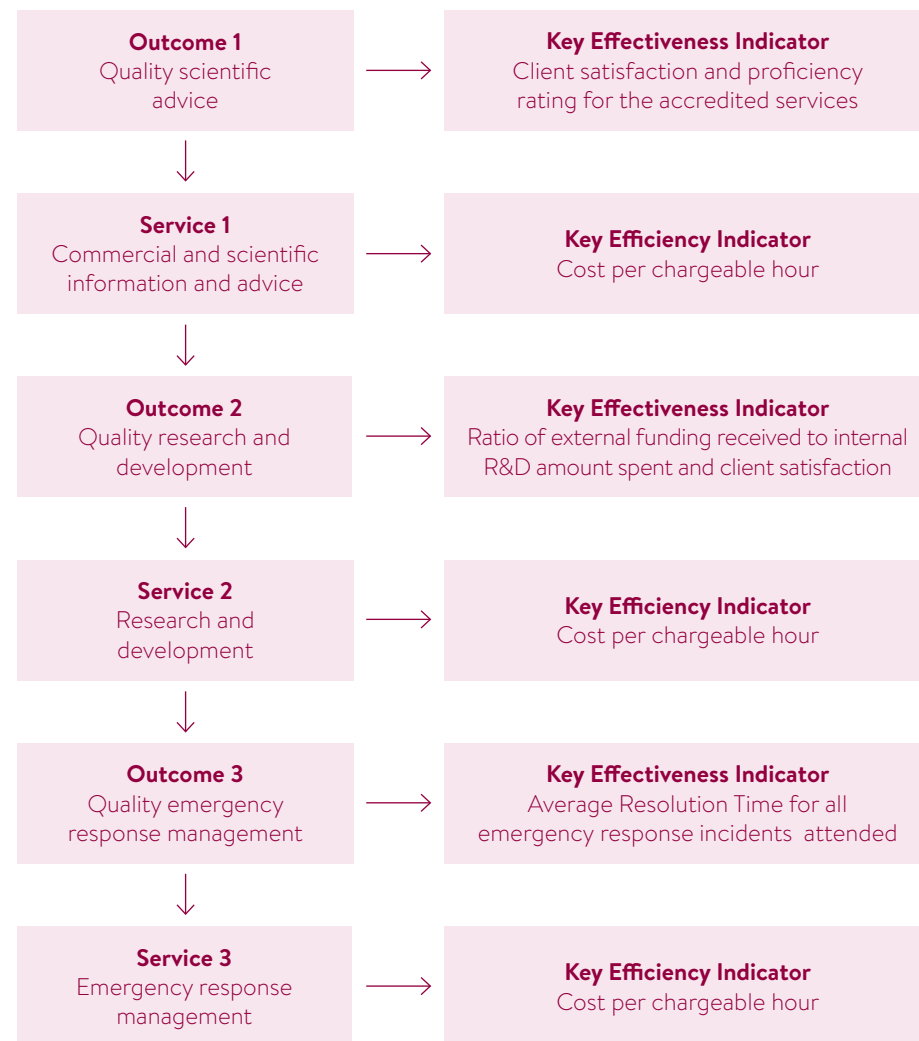 Outcome 1
Quality scientific
advice
Key Effectiveness Indicator
Client satisfaction and proficiency
rating for the accredited services
Service 1
Commercial and scientific
information and advice
Key Efficiency Indicator
Cost per chargeable hour
Outcome 2
Quality research and
development
Key Effectiveness Indicator
Ratio of external funding received to internal
R&D amount spent and client satisfaction
Service 2
Research and
development
Key Efficiency Indicator
Cost per chargeable hour
Outcome 3
Quality emergency
response management
Key Effectiveness Indicator
Average Resolution Time for all
emergency response incidents attended
Service 3
Emergency response
management
Key Efficiency Indicator
Cost per chargeable hour